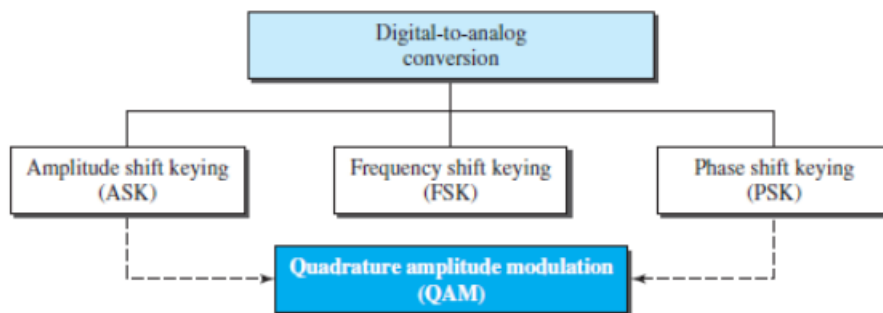 Digital-to-analog
conversion
Amplitude shift keying
(ASK)
Frequency shift keying
(FSK)
Phase shift keying
(PSK)
Quadrature amplitude modulation
(QAM)